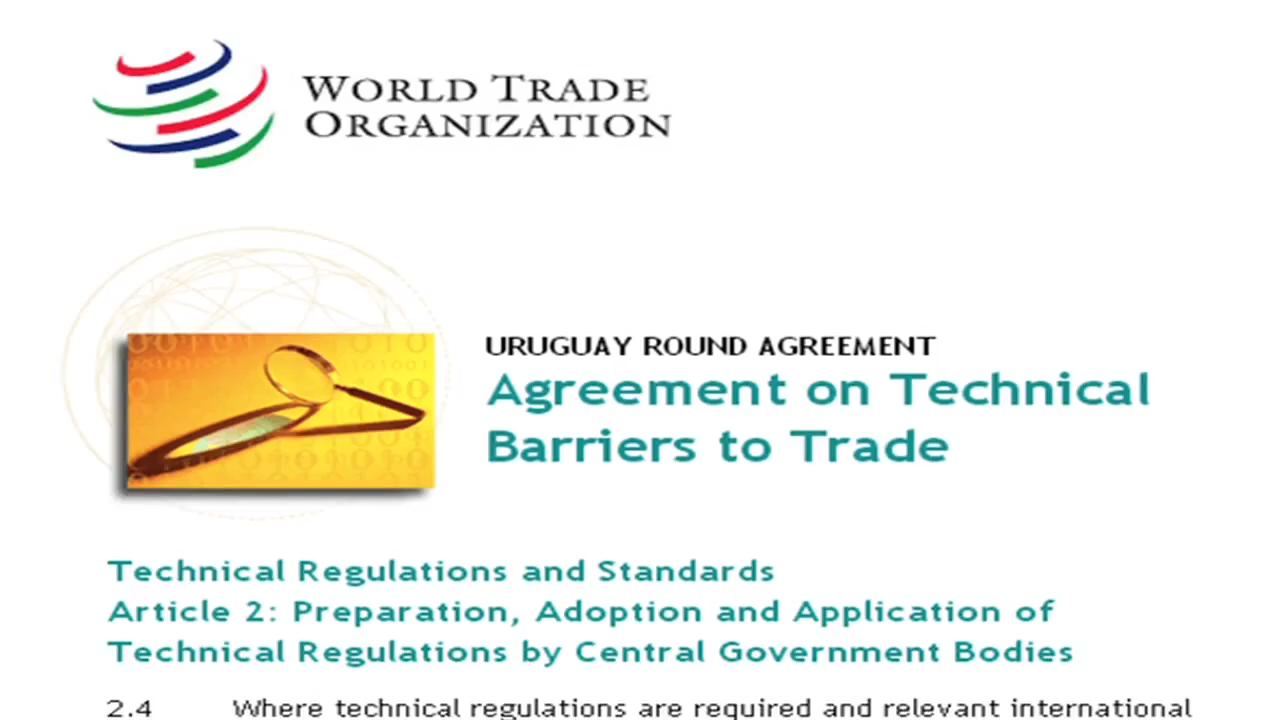 WORLD TRADE
ORGANIZATION
URUGUAY ROUND AGREEMENT
Agreement on Technical
Barriers to Trade
Technical Regulations and Standards
Article 2: Preparation, Adoption and Application of
Technical Regulations by Central Government Bodies
2.4 Where technical regulations are required and relevant international